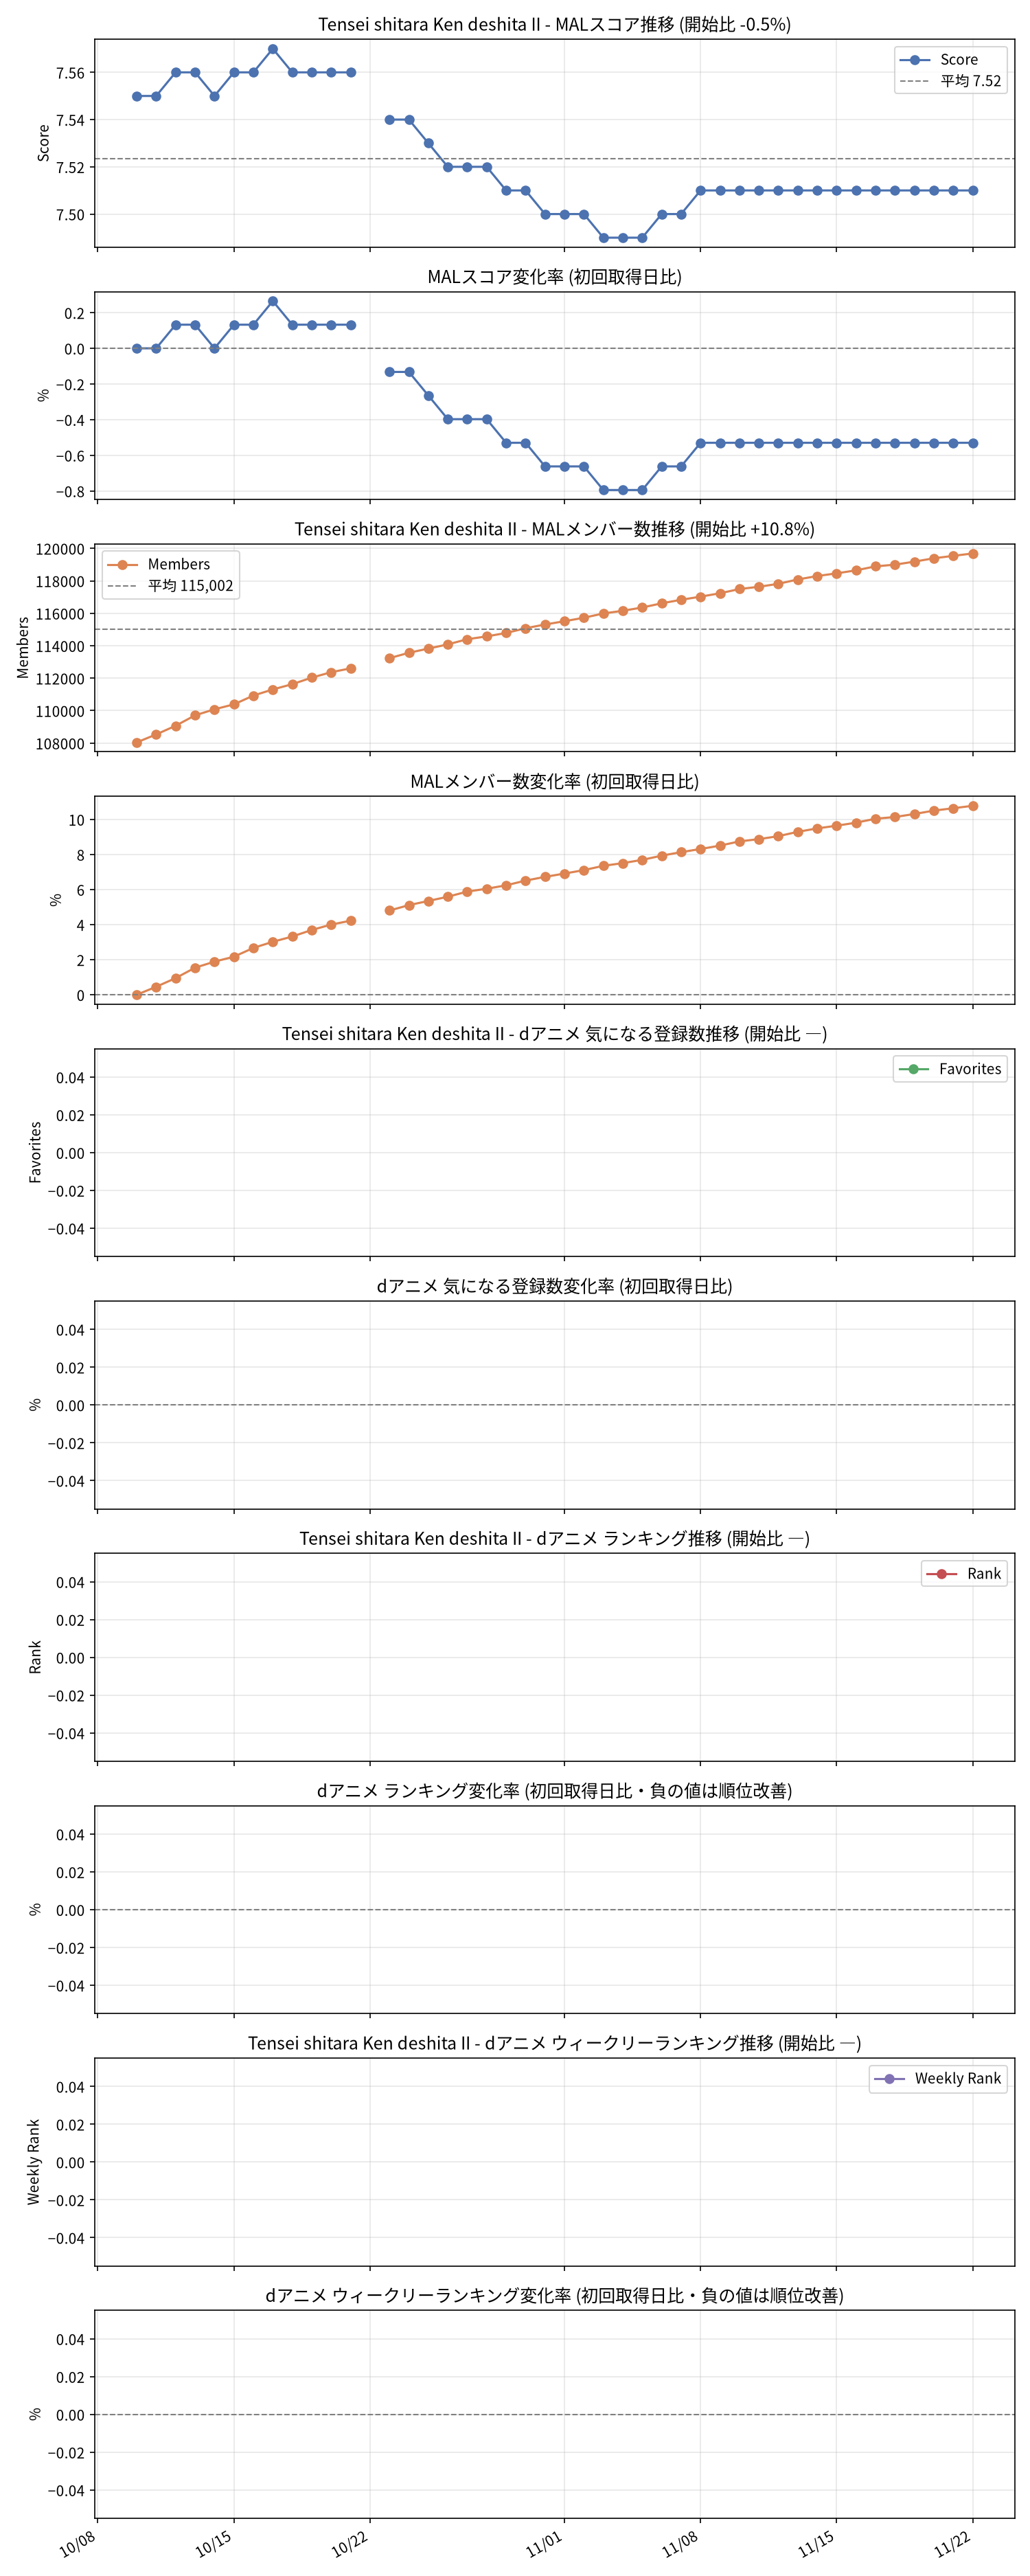 Tensei shitara Ken deshita II - MALスコア推移 (開始比 -0.5%)
Score
7.56
7.54
7.52
7.50
Score
平均 7.52
MALスコア変化率 (初回取得日比)
%
0.2
0.0
−0.2
−0.4
−0.6
−0.8
Tensei shitara Ken deshita II - MALメンバー数推移 (開始比 +10.8%)
Members
120000
118000
116000
114000
112000
110000
108000
Members
平均 115,002
MALメンバー数変化率 (初回取得日比)
%
10
8
6
4
2
0
Tensei shitara Ken deshita II - dアニメ 気になる登録数推移 (開始比 —)
Favorites
0.04
0.02
0.00
−0.02
−0.04
Favorites
dアニメ 気になる登録数変化率 (初回取得日比)
%
0.04
0.02
0.00
−0.02
−0.04
Tensei shitara Ken deshita II - dアニメ ランキング推移 (開始比 —)
Rank
0.04
0.02
0.00
−0.02
−0.04
Rank
dアニメ ランキング変化率 (初回取得日比・負の値は順位改善)
%
0.04
0.02
0.00
−0.02
−0.04
Tensei shitara Ken deshita II - dアニメ ウィークリーランキング推移 (開始比 —)
Weekly Rank
0.04
0.02
0.00
−0.02
−0.04
Weekly Rank
dアニメ ウィークリーランキング変化率 (初回取得日比・負の値は順位改善)
%
0.04
0.02
0.00
−0.02
−0.04
10/08
10/15
10/22
11/01
11/08
11/15
11/22